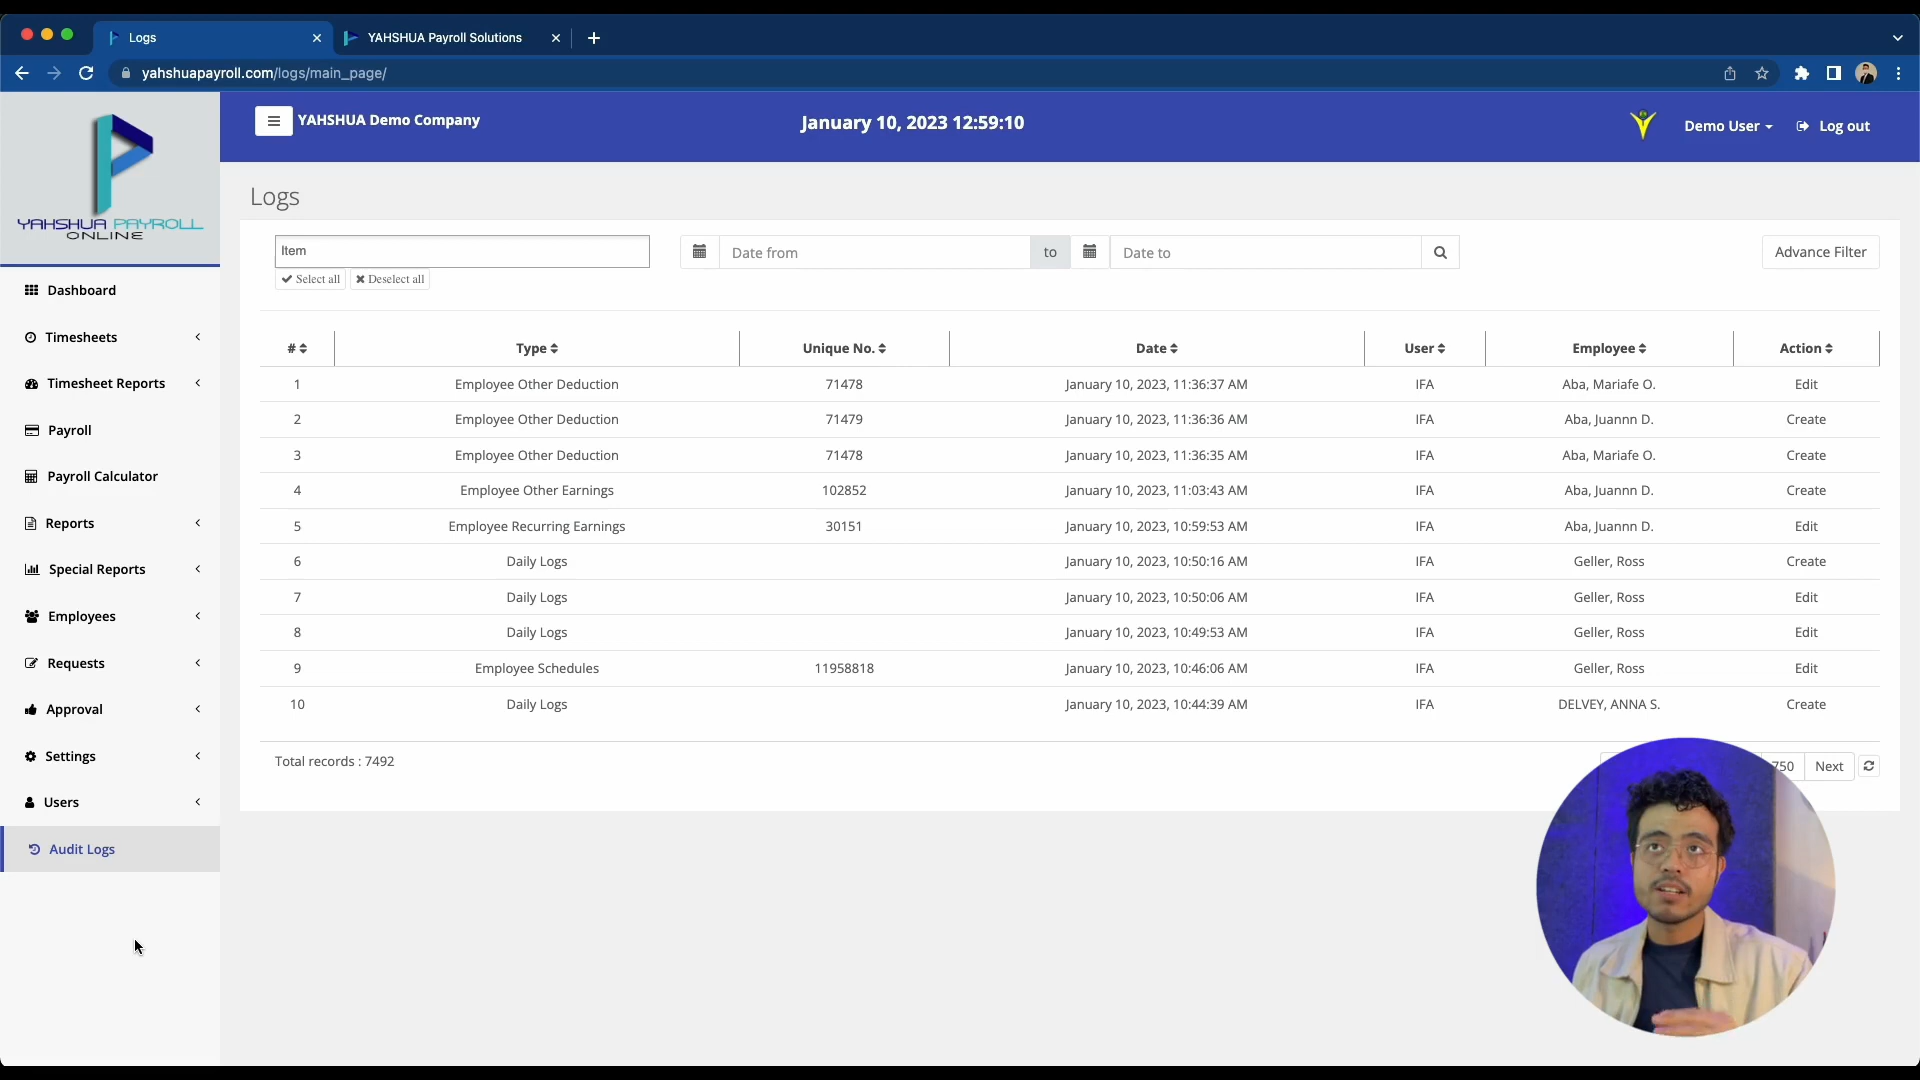 Logs
YAHSHUA Payroll Solutions
yahshuapayroll.com/logs/main_page/
YAHSHUA PAYROLL
ONLINE
YAHSHUA Demo Company
January 10, 2023 12:59:10
Demo User
Log out
Dashboard
Timesheets
Timesheet Reports
Payroll
Payroll Calculator
Reports
Special Reports
Employees
Requests
Approval
Settings
Users
Audit Logs
Logs
Item
Select all Deselect all
Date from to Date to
Advance Filter
# Type Unique No. Date User Employee Action
1 Employee Other Deduction 71478 January 10, 2023, 11:36:37 AM IFA Aba, Mariafe O. Edit
2 Employee Other Deduction 71479 January 10, 2023, 11:36:36 AM IFA Aba, Juannn D. Create
3 Employee Other Deduction 71478 January 10, 2023, 11:36:35 AM IFA Aba, Mariafe O. Create
4 Employee Other Earnings 102852 January 10, 2023, 11:03:43 AM IFA Aba, Juannn D. Create
5 Employee Recurring Earnings 30151 January 10, 2023, 10:59:53 AM IFA Aba, Juannn D. Edit
6 Daily Logs January 10, 2023, 10:50:16 AM IFA Geller, Ross Create
7 Daily Logs January 10, 2023, 10:50:06 AM IFA Geller, Ross Edit
8 Daily Logs January 10, 2023, 10:49:53 AM IFA Geller, Ross Edit
9 Employee Schedules 11958818 January 10, 2023, 10:46:06 AM IFA Geller, Ross Edit
10 Daily Logs January 10, 2023, 10:44:39 AM IFA DELVEY, ANNA S. Create
Total records : 7492
750 Next